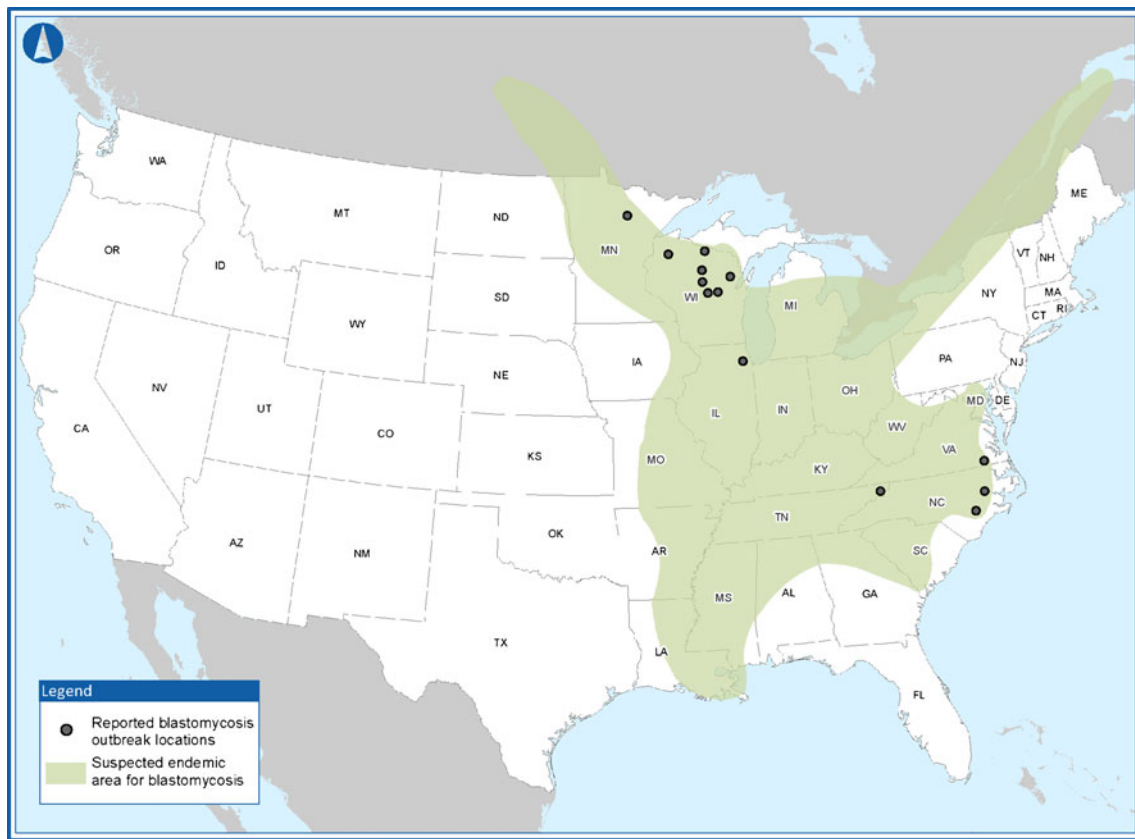 WA
MT
ND
ME
OR
MN
ID
VT
NH
WI
SD
MI
NY
MA
WY
CT
RI
IA
PA
NJ
NE
NV
OH
MD
DE
IL
IN
UT
WV
CA
CO
VA
KS
MO
KY
NC
TN
OK
AZ
NM
AR
SC
MS
AL
GA
TX
LA
FL
Legend
Reported blastomycosis
outbreak locations
Suspected endemic
area for blastomycosis